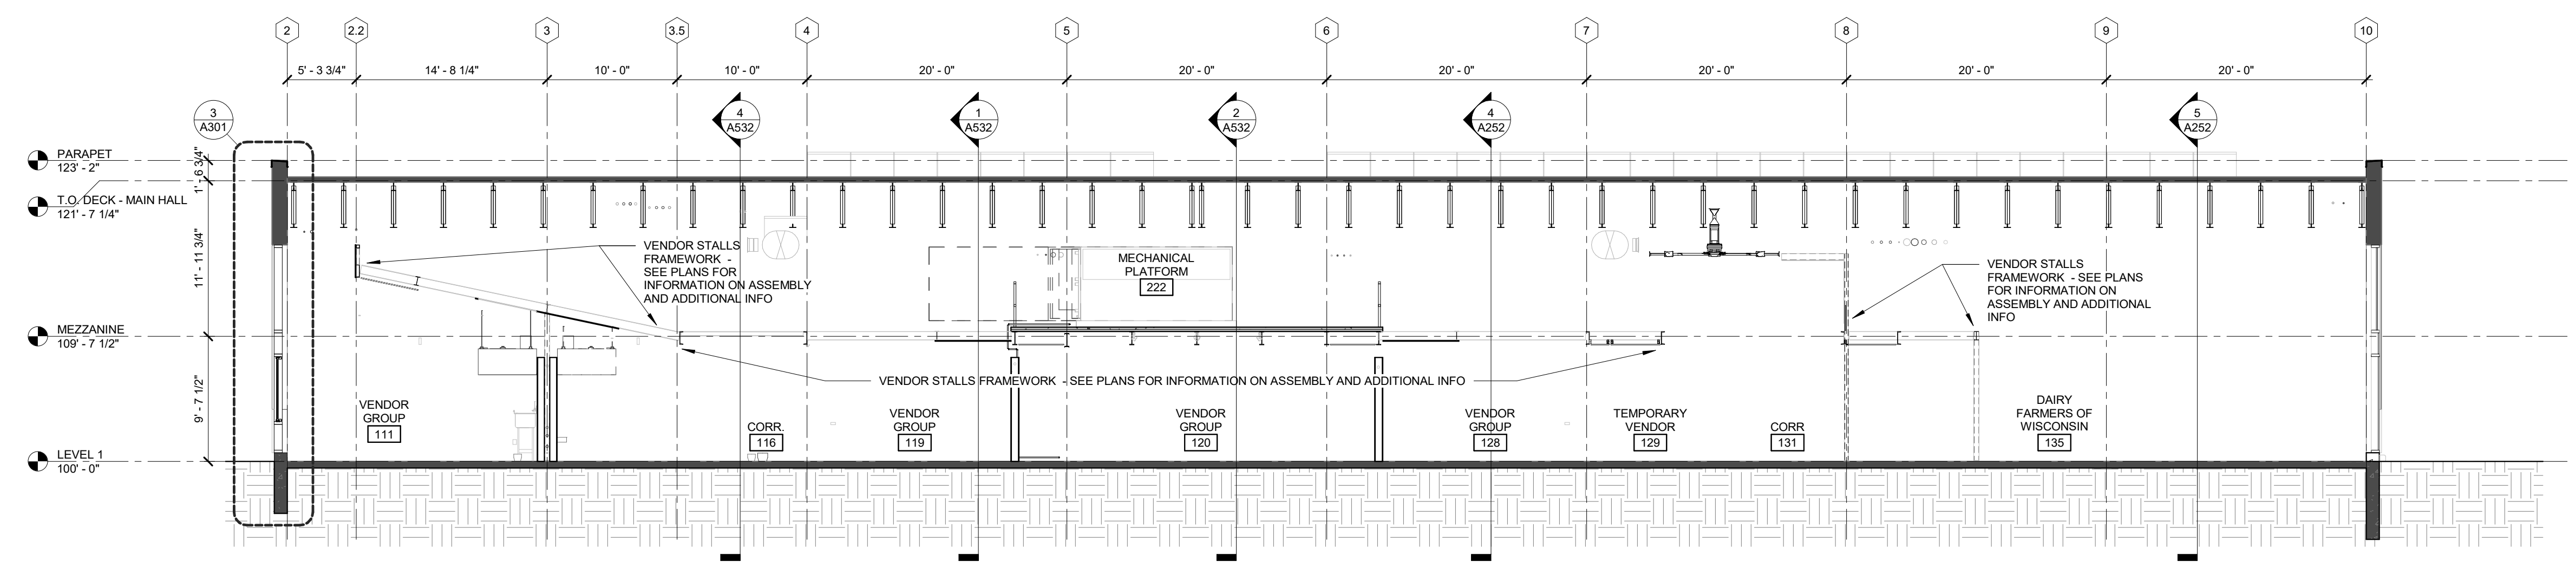 2 2.2 3 3.5 4 5 6 7 8 9 10
5' - 3 3/4" 14' - 8 1/4" 10' - 0" 10' - 0" 20' - 0" 20' - 0" 20' - 0" 20' - 0" 20' - 0" 20' - 0"
3
A301
4
A532
1
A532
2
A532
4
A252
5
A252
PARAPET
123' - 2"
T.O. DECK - MAIN HALL
121' - 7 1/4"
MEZZANINE
109' - 7 1/2"
LEVEL 1
100' - 0"
1' - 6 3/4"
11' - 11 3/4"
9' - 7 1/2"
VENDOR STALLS
FRAMEWORK -
SEE PLANS FOR
INFORMATION ON ASSEMBLY
AND ADDITIONAL INFO
MECHANICAL
PLATFORM
222
VENDOR STALLS
FRAMEWORK - SEE PLANS
FOR INFORMATION ON
ASSEMBLY AND ADDITIONAL
INFO
VENDOR STALLS FRAMEWORK - SEE PLANS FOR INFORMATION ON ASSEMBLY AND ADDITIONAL INFO
VENDOR
GROUP
111
CORR.
116
VENDOR
GROUP
119
VENDOR
GROUP
120
VENDOR
GROUP
128
TEMPORARY
VENDOR
129
CORR
131
DAIRY
FARMERS OF
WISCONSIN
135